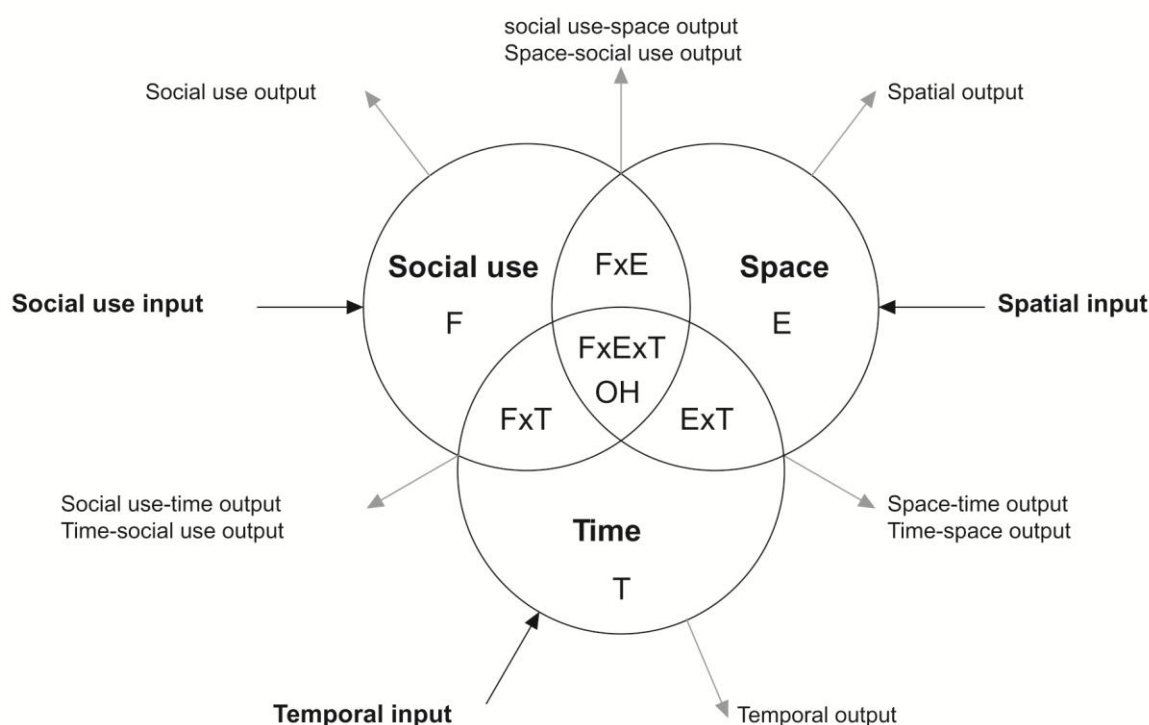 social use-space output
Space-social use output
Social use output
Spatial output
Social use
FxE
Space
Social use input
Spatial input
F
E
FxExT
OH
FxT
ExT
Social use-time output
Time-social use output
Space-time output
Time-space output
Time
T
Temporal input
Temporal output